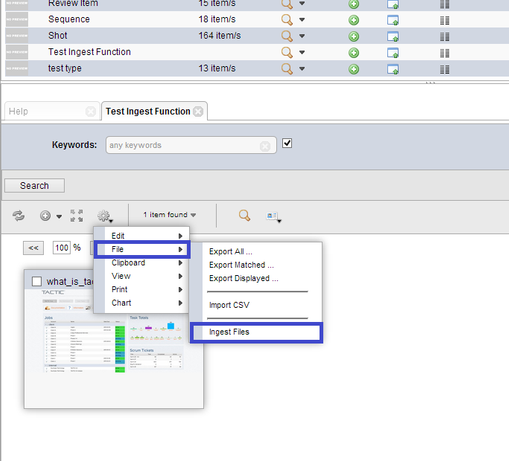 Review Item 15 item/s
Sequence 18 item/s
Shot 164 item/s
Test Ingest Function
test type 13 item/s
Help Test Ingest Function
Keywords: any keywords
Search
1 item found
<< 100 %
Edit
File
Clipboard
View
Print
Chart
Export All ...
Export Matched ...
Export Displayed ...
Import CSV
Ingest Files
what_is_tac
TACTIC